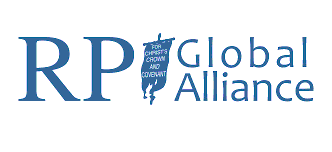 RP
FOR
CHRIST'S
CROWN
AND
COVENANT
Global
Alliance